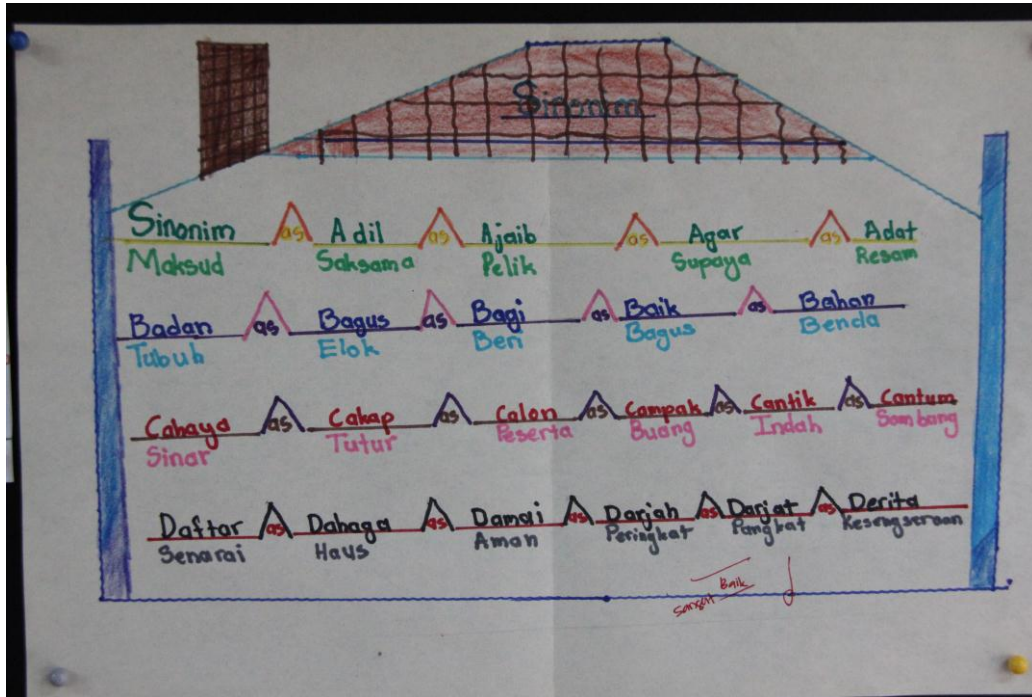 Sinonim
Sinonim as Adil as Ajaib as Agar as Adat
Maksud Saksama Pelik Supaya Resam
Badan as Bagus as Bagi as Baik as Bahan
Tubuh Elok Beri Bagus Benda
Cahaya as Cakap as Calon as Campak as Cantik as Cantum
Sinar Tutur Peserta Buang Indah Sambang
Daftar as Dahaga as Damai as Darjah as Darjat as Derita
Senarai Haus Aman Peringkat Pangkat Kesengseraan
Baik